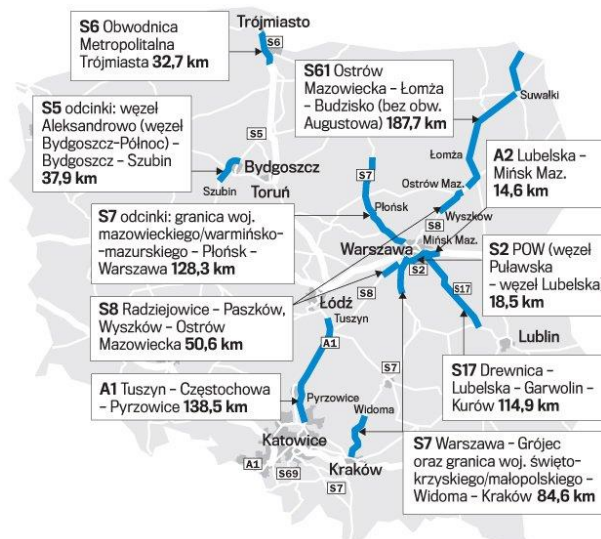 S6 Obwodnica
Metropolitalna
Trójmiasta 32,7 km
Trójmiasto
S6
S61 Ostrów
Mazowiecka – Łomża –
Budzisko (bez obw.
Augustowa) 187,7 km
Suwałki
S5 odcinki: węzeł
Aleksandrowo (węzeł
Bydgoszcz-Północ) –
Bydgoszcz – Szubin
37,9 km
S5
Bydgoszcz
Szubin
Toruń
Łomża
Ostrów Maz.
A2 Lubelska –
Mińsk Maz.
14,6 km
S7
Płońsk
Wyszków
S8
S7 odcinki: granica woj.
mazowieckiego/warmińsko-
-mazurskiego – Płońsk –
Warszawa 128,3 km
Warszawa
Mińsk Maz.
S2
S2 POW (węzeł
Puławska
– węzeł Lubelska)
18,5 km
S8 Radziejowice – Paszków,
Wyszków – Ostrów
Mazowiecka 50,6 km
Łódź
S8
S17
Tuszyn
Lublin
A1
A1 Tuszyn – Częstochowa
– Pyrzowice 138,5 km
S7
Pyrzowice
Widoma
S17 Drewnica –
Lubelska – Garwolin –
Kurów 114,9 km
Katowice
Kraków
A1
S69
S7
S7 Warszawa – Grójec
oraz granica woj. święto-
krzyskiego/małopolskiego –
Widoma – Kraków 84,6 km